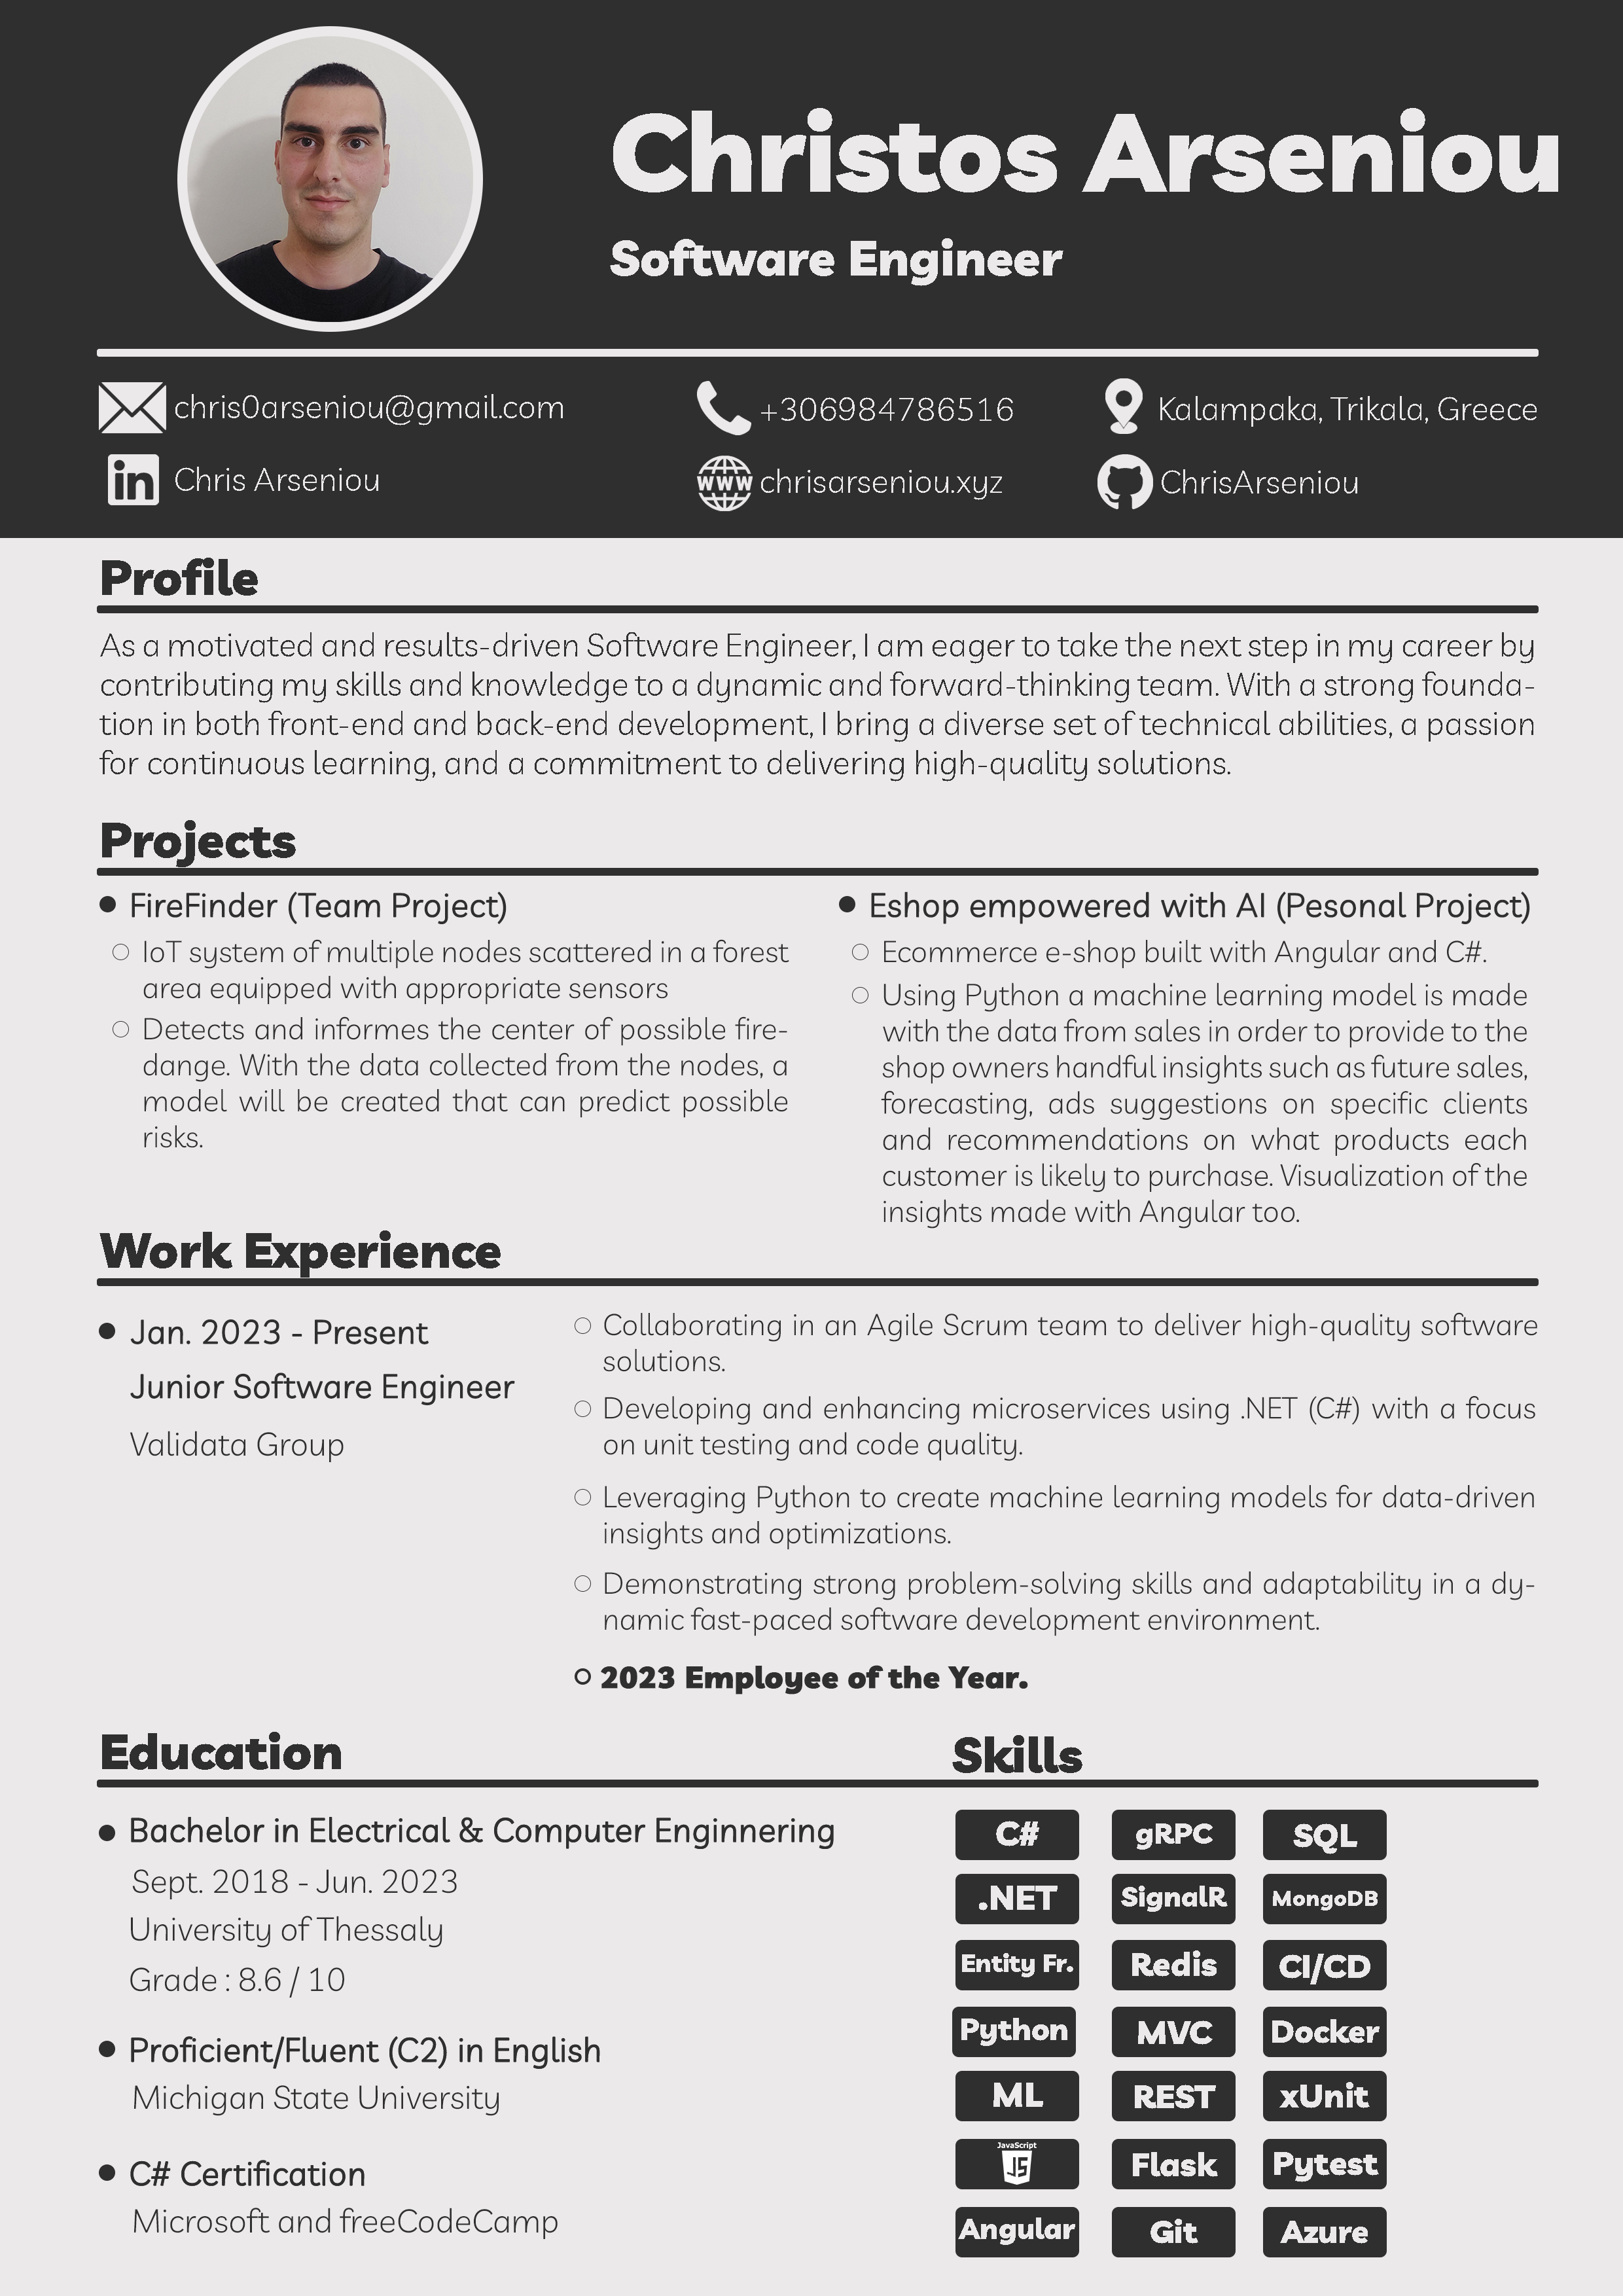 Christos Arseniou
Software Engineer
chris0arseniou@gmail.com
+306984786516
Kalampaka, Trikala, Greece
in Chris Arseniou
WWW chrisarseniou.xyz
ChrisArseniou
Profile
As a motivated and results-driven Software Engineer, I am eager to take the next step in my career by
contributing my skills and knowledge to a dynamic and forward-thinking team. With a strong founda-
tion in both front-end and back-end development, I bring a diverse set of technical abilities, a passion
for continuous learning, and a commitment to delivering high-quality solutions.
Projects
FireFinder (Team Project)
IoT system of multiple nodes scattered in a forest
area equipped with appropriate sensors
Detects and informes the center of possible fire-
dange. With the data collected from the nodes, a
model will be created that can predict possible
risks.
Eshop empowered with AI (Pesonal Project)
Ecommerce e-shop built with Angular and C#.
Using Python a machine learning model is made
with the data from sales in order to provide to the
shop owners handful insights such as future sales,
forecasting, ads suggestions on specific clients
and recommendations on what products each
customer is likely to purchase. Visualization of the
insights made with Angular too.
Work Experience
Jan. 2023 - Present
Junior Software Engineer
Validata Group
Collaborating in an Agile Scrum team to deliver high-quality software
solutions.
Developing and enhancing microservices using .NET (C#) with a focus
on unit testing and code quality.
Leveraging Python to create machine learning models for data-driven
insights and optimizations.
Demonstrating strong problem-solving skills and adaptability in a dy-
namic fast-paced software development environment.
2023 Employee of the Year.
Education
Bachelor in Electrical & Computer Enginnering
Sept. 2018 - Jun. 2023
University of Thessaly
Grade : 8.6 / 10
Proficient/Fluent (C2) in English
Michigan State University
C# Certification
Microsoft and freeCodeCamp
Skills
C# gRPC SQL
.NET SignalR MongoDB
Entity Fr. Redis CI/CD
Python MVC Docker
ML REST xUnit
JavaScript
JS Flask Pytest
Angular Git Azure